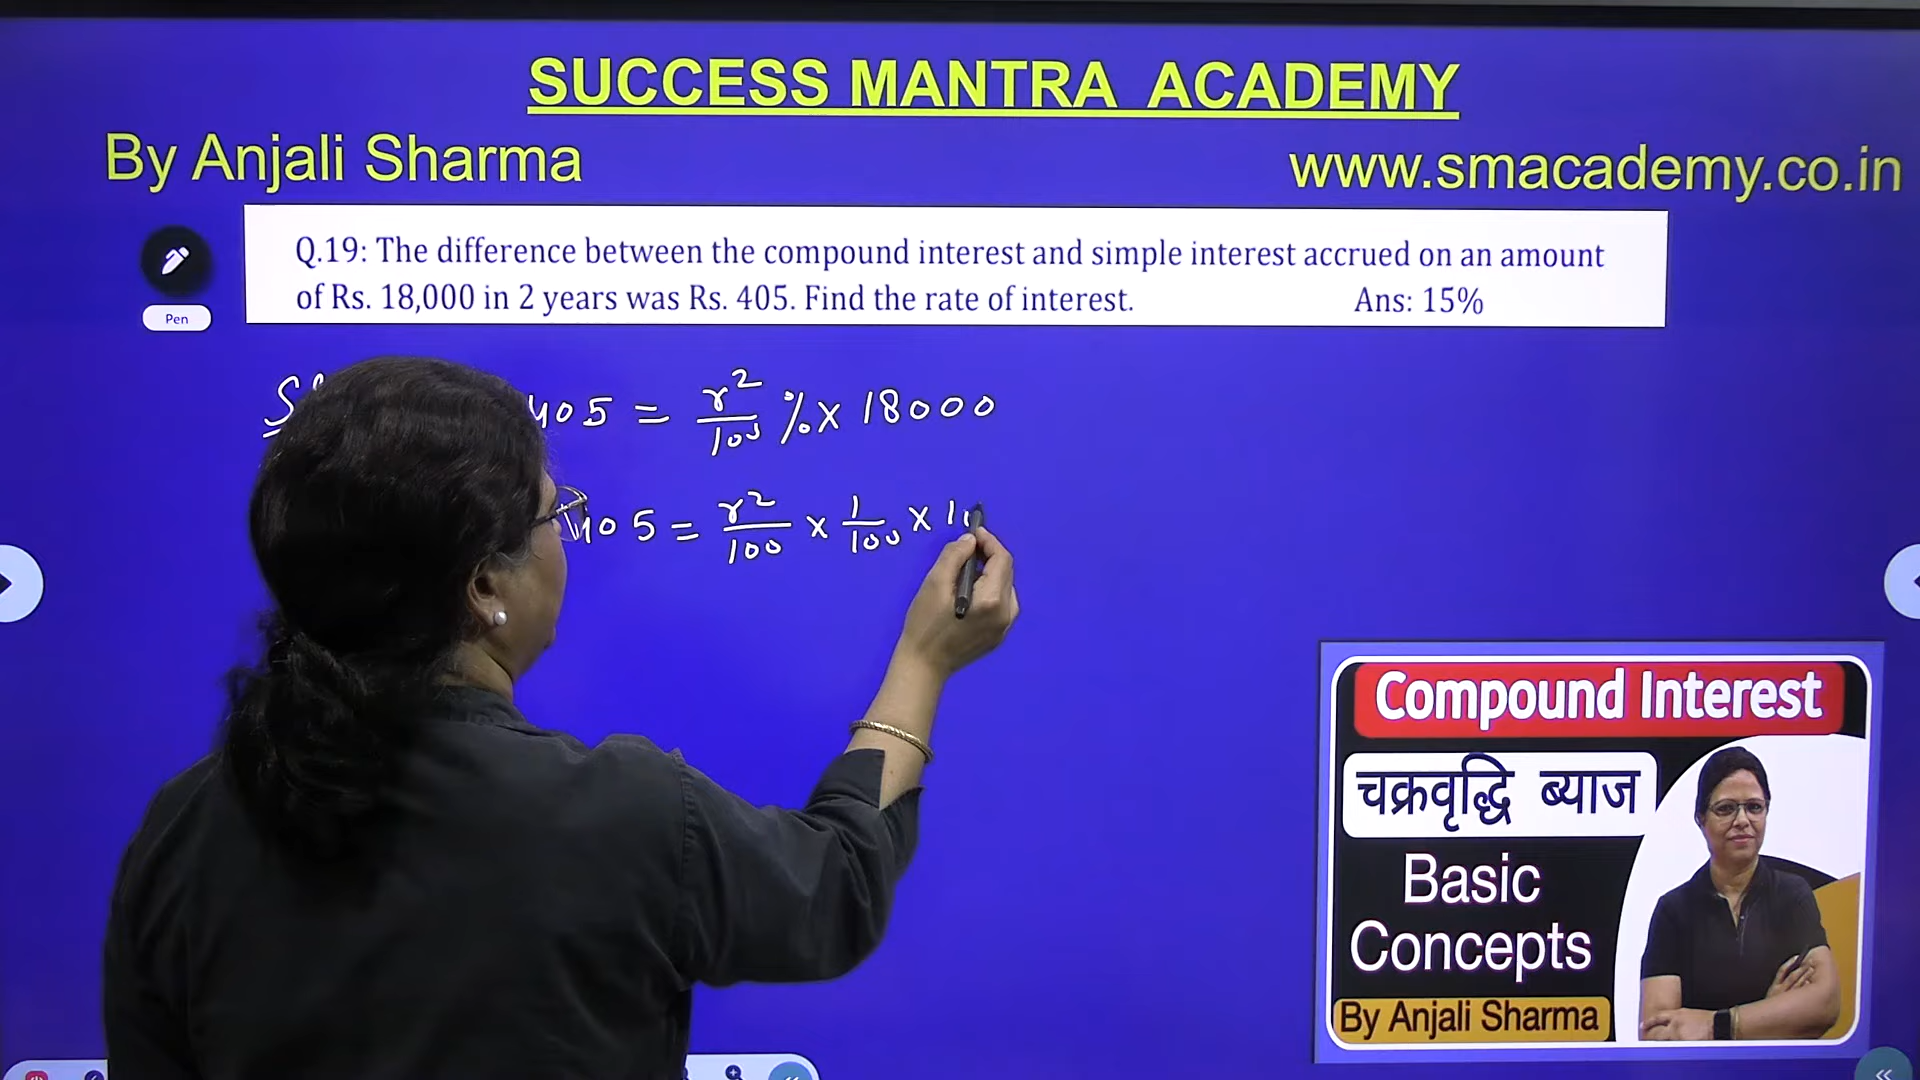 SUCCESS MANTRA ACADEMY
By Anjali Sharma
www.smacademy.co.in
Q.19: The difference between the compound interest and simple interest accrued on an amount
of Rs. 18,000 in 2 years was Rs. 405. Find the rate of interest. Ans: 15%
Pen
405 = r²/100 % × 18000
405 = r²/100 × 1/100 × 1
Compound Interest
चक्रवृद्धि ब्याज
Basic
Concepts
By Anjali Sharma